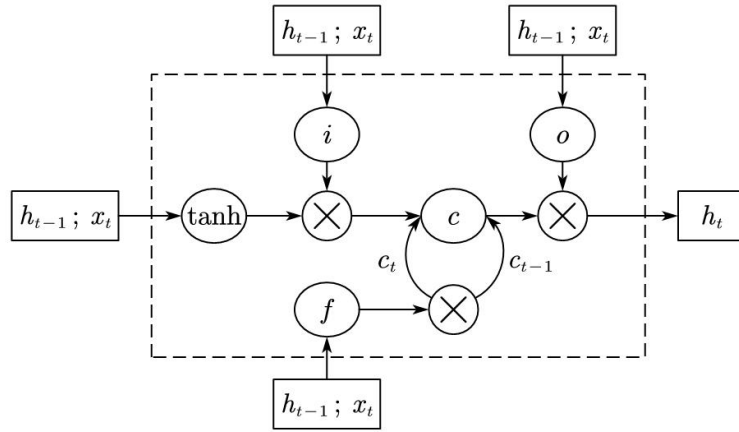 h_{t-1} ; x_t
h_{t-1} ; x_t
i
o
h_{t-1} ; x_t
tanh
c
h_t
c_t
c_{t-1}
f
h_{t-1} ; x_t